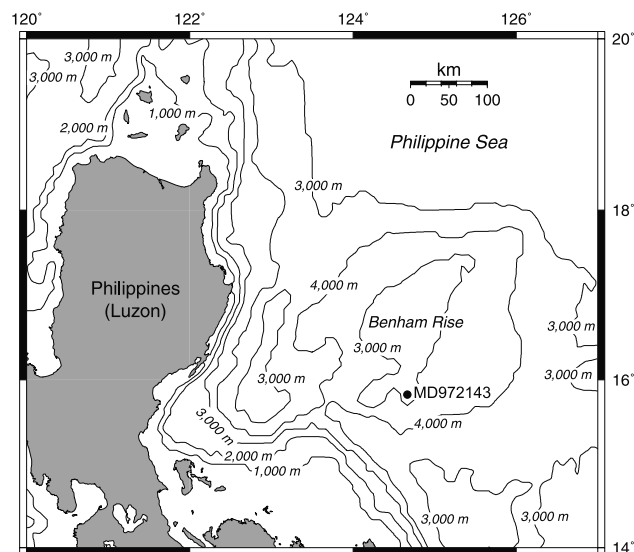 120° 122° 124° 126°
20°
3,000 m
3,000 m
km
0 50 100
2,000 m
1,000 m
Philippine Sea
3,000 m
18°
4,000 m
Philippines
(Luzon)
Benham Rise
3,000 m
3,000 m
3,000 m
3,000 m
16°
MD972143
3,000 m
4,000 m
2,000 m
1,000 m
3,000 m
3,000 m
14°